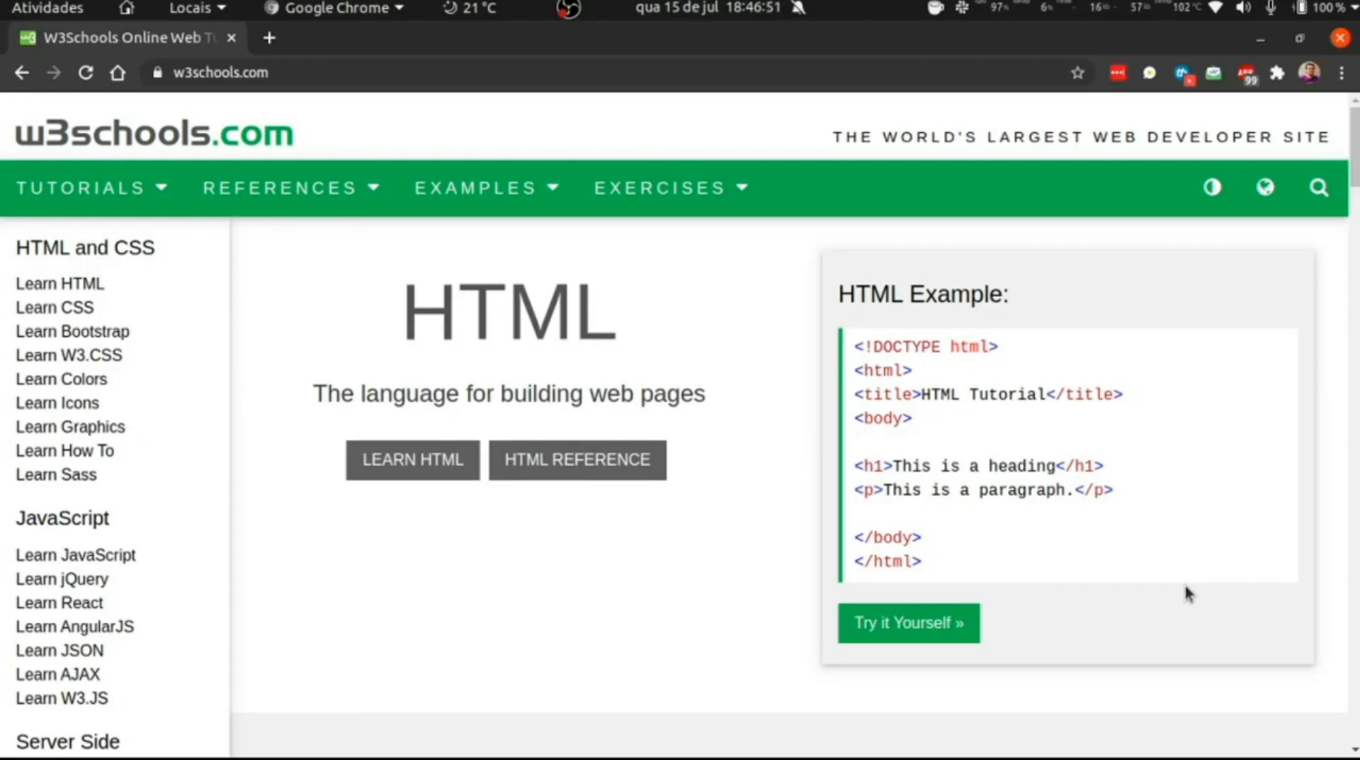 Atividades Locais Google Chrome 21 °C qua 15 de jul 18:46:51 97% 6% 16 57 102°C 100 %
W3Schools Online Web Tu
w3schools.com 99
w3schools.com THE WORLD'S LARGEST WEB DEVELOPER SITE
TUTORIALS REFERENCES EXAMPLES EXERCISES
HTML and CSS
Learn HTML
Learn CSS
Learn Bootstrap
Learn W3.CSS
Learn Colors
Learn Icons
Learn Graphics
Learn How To
Learn Sass
JavaScript
Learn JavaScript
Learn jQuery
Learn React
Learn AngularJS
Learn JSON
Learn AJAX
Learn W3.JS
Server Side
HTML
The language for building web pages
LEARN HTML HTML REFERENCE
HTML Example:
<!DOCTYPE html>
<html>
<title>HTML Tutorial</title>
<body>
<h1>This is a heading</h1>
<p>This is a paragraph.</p>
</body>
</html>
Try it Yourself »